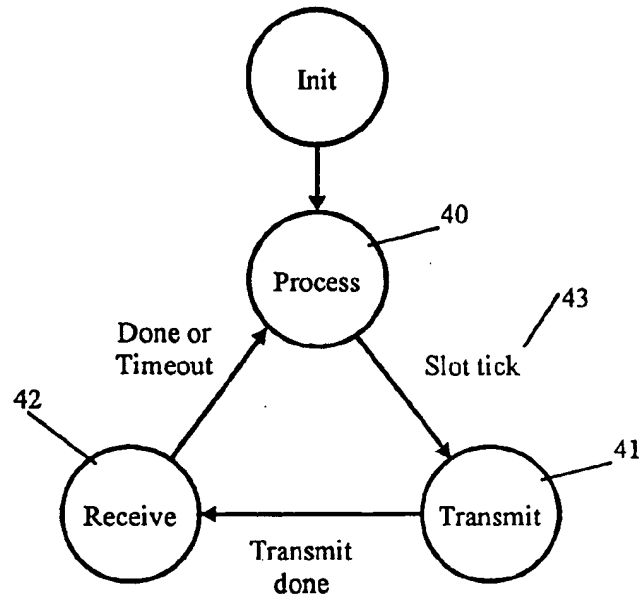 Init
40
Process
43
Done or
Timeout
Slot tick
42
41
Receive
Transmit
Transmit
done